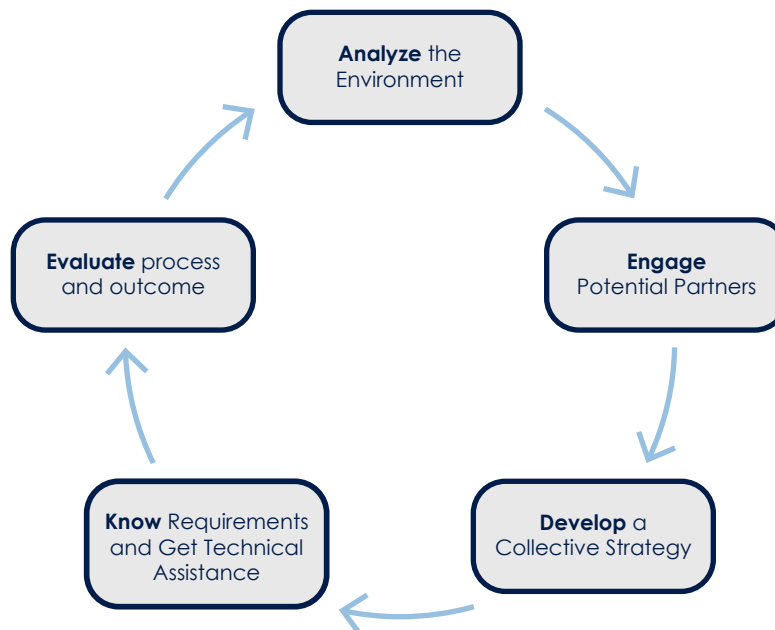 Analyze the
Environment
Engage
Potential Partners
Develop a
Collective Strategy
Know Requirements
and Get Technical
Assistance
Evaluate process
and outcome